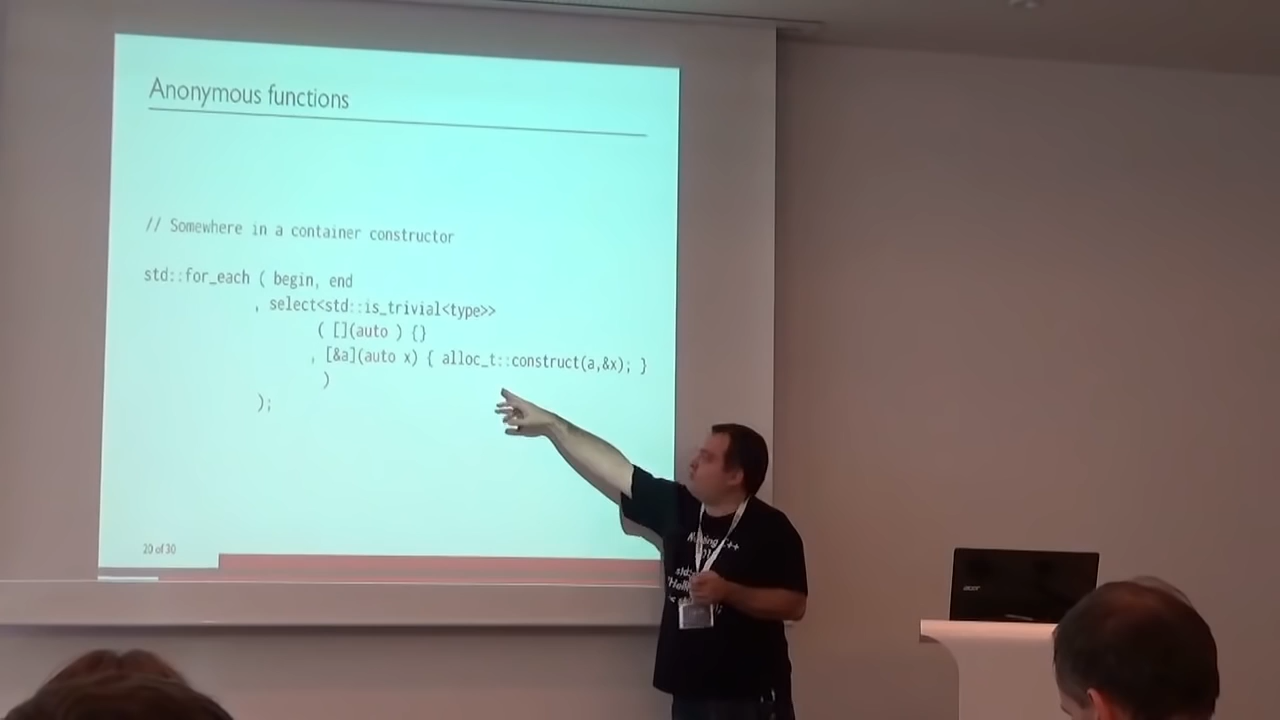 Anonymous functions
// Somewhere in a container constructor
std::for_each ( begin, end
, select<std::is_trivial<type>>
( [](auto ) {}
, [&a](auto x) { alloc_t::construct(a,&x); }
)
);
20 of 30
C++
acer